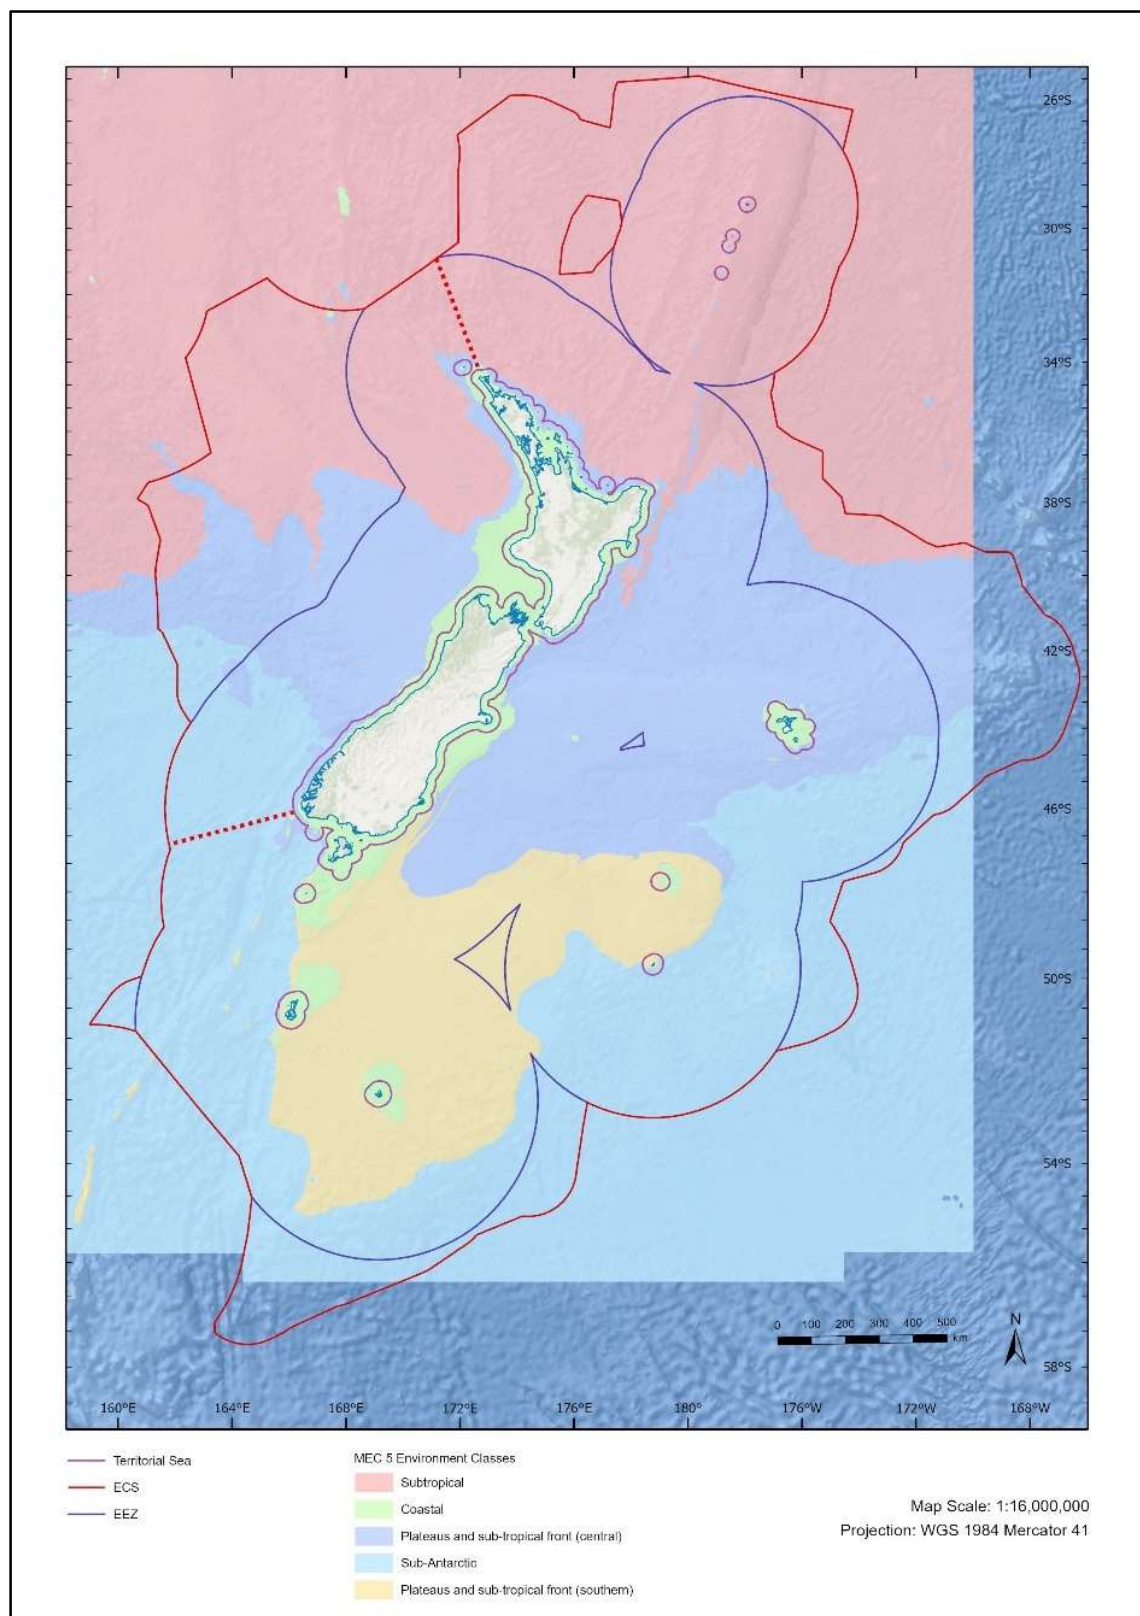 26°S
30°S
34°S
38°S
42°S
46°S
50°S
54°S
N
0 100 200 300 400 500
km
58°S
160°E 164°E 168°E 172°E 176°E 180° 176°W 172°W 168°W
Territorial Sea
ECS
EEZ
MEC 5 Environment Classes
Subtropical
Coastal
Plateaus and sub-tropical front (central)
Sub-Antarctic
Plateaus and sub-tropical front (southern)
Map Scale: 1:16,000,000
Projection: WGS 1984 Mercator 41